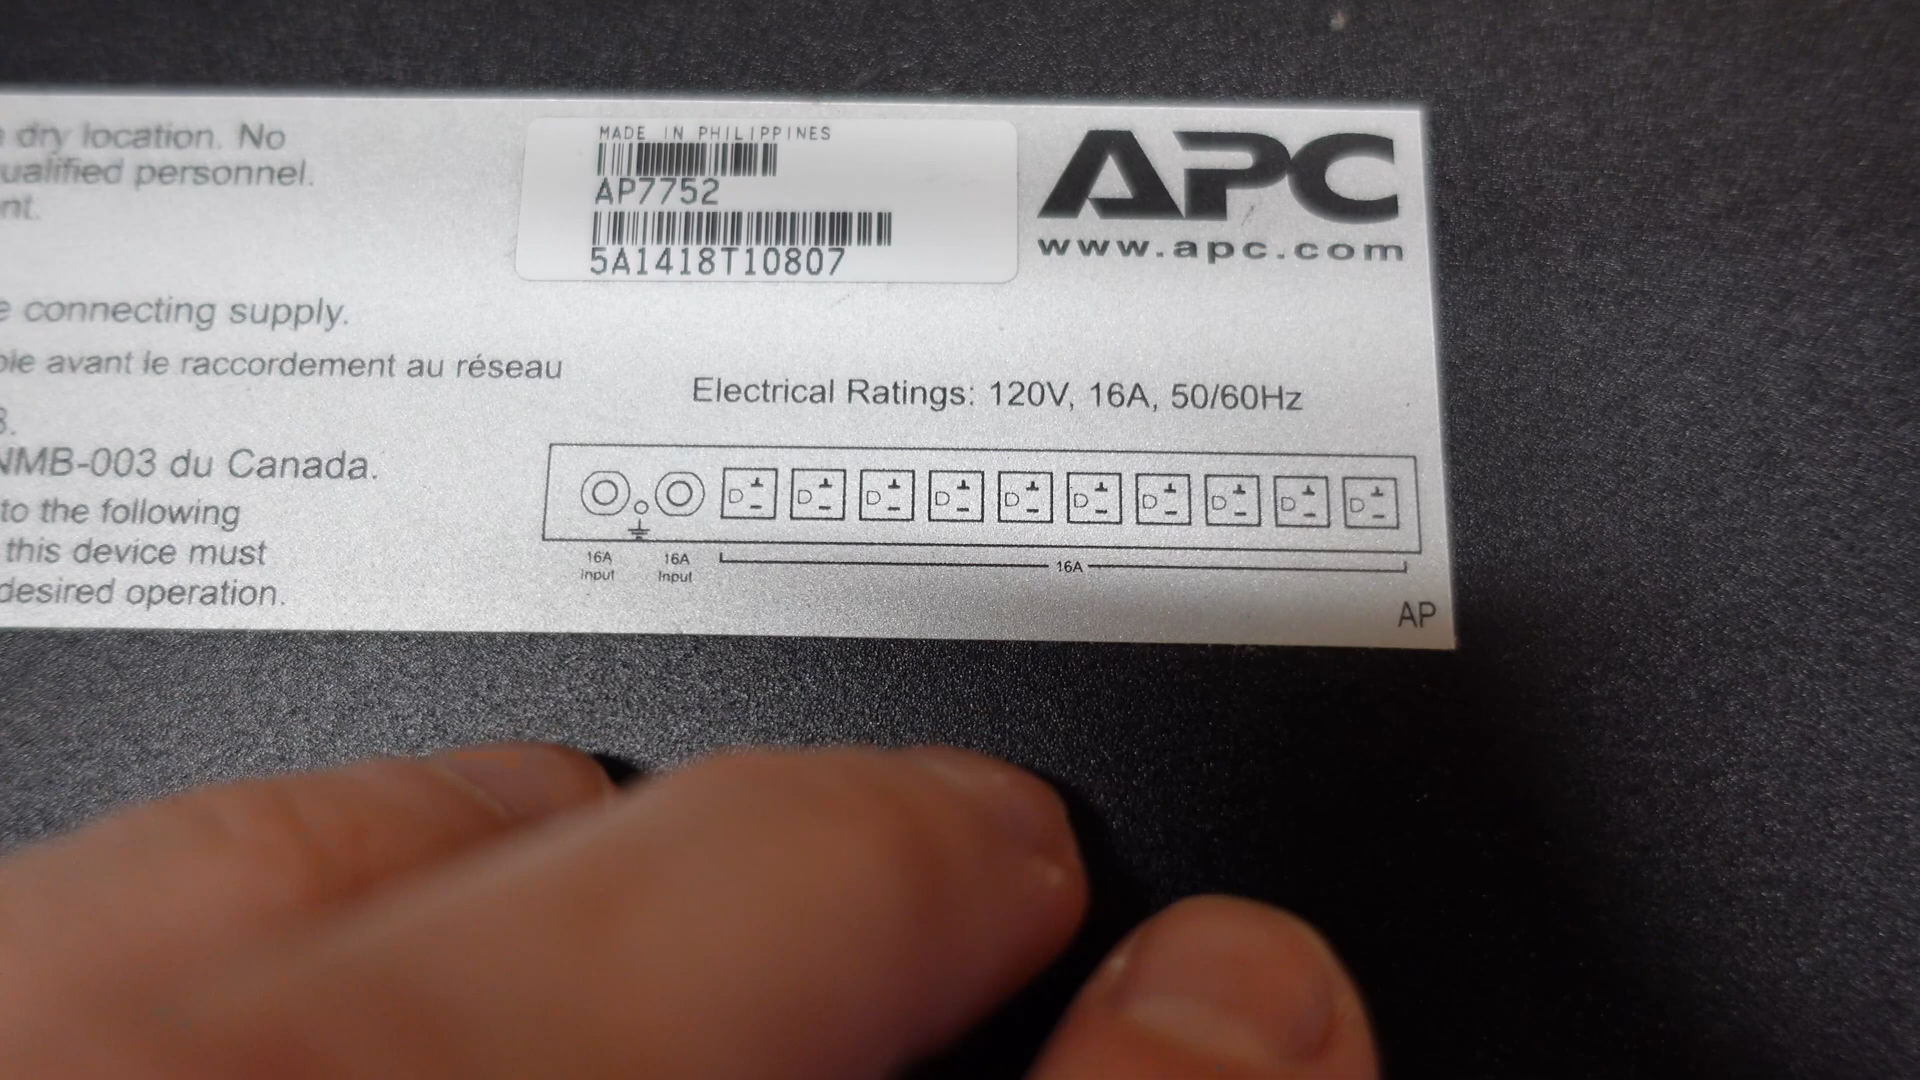 dry location. No
qualified personnel.
MADE IN PHILIPPINES
AP7752
5A1418T10807
APC
www.apc.com
connecting supply.
avant le raccordement au réseau
Electrical Ratings: 120V, 16A, 50/60Hz
NMB-003 du Canada.
to the following
this device must
desired operation.
D D D D D D D D D D
16A Input
16A Input
16A
AP